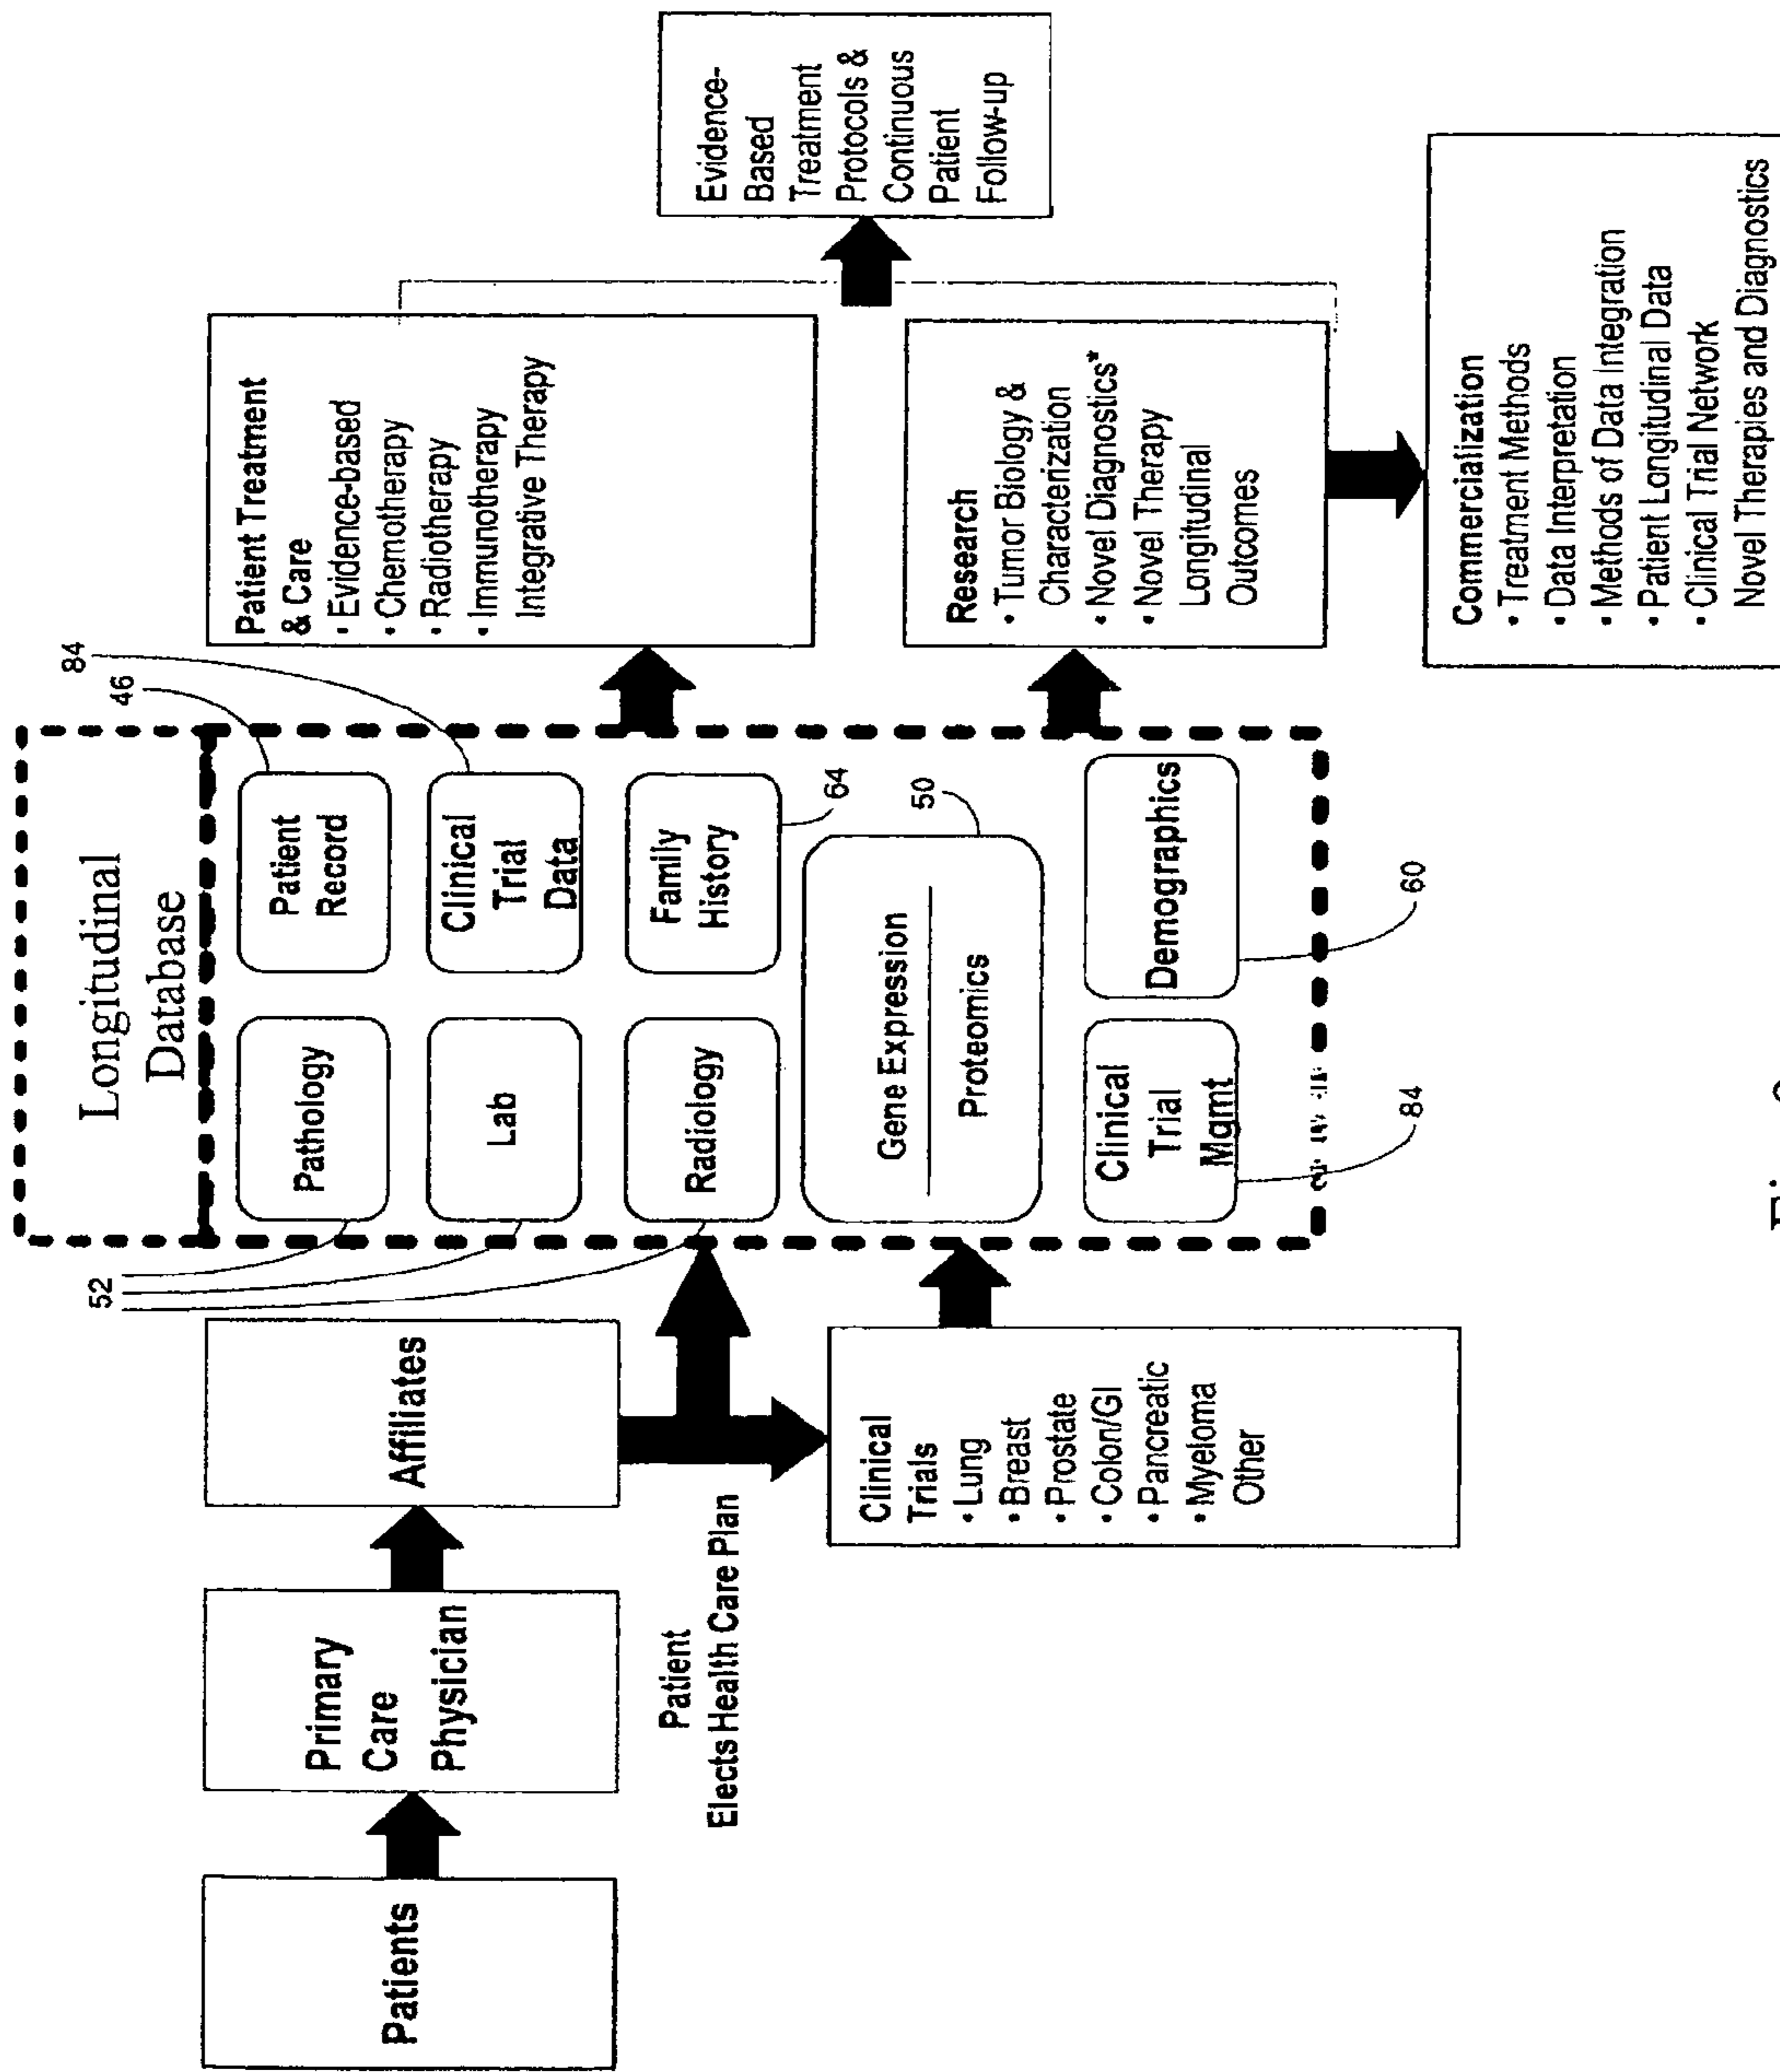 Patients
Primary
Care
Physician
Affiliates
Patient
Elects Health Care Plan
Clinical
Trials
• Lung
• Breast
• Prostate
• Colon/GI
• Pancreatic
• Myeloma
Other
Longitudinal
Database
52
Pathology
Patient
Record
46
Lab
Clinical
Trial
Data
84
Radiology
Family
History
64
Gene Expression
Proteomics
50
Clinical
Trial
Mgmt
84
Demographics
60
Patient Treatment
& Care
• Evidence-based
• Chemotherapy
• Radiotherapy
• Immunotherapy
Integrative Therapy
Research
• Tumor Biology &
Characterization
• Novel Diagnostics*
• Novel Therapy
Longitudinal
Outcomes
Evidence-
Based
Treatment
Protocols &
Continuous
Patient
Follow-up
Commercialization
• Treatment Methods
• Data Interpretation
• Methods of Data Integration
• Patient Longitudinal Data
• Clinical Trial Network
Novel Therapies and Diagnostics